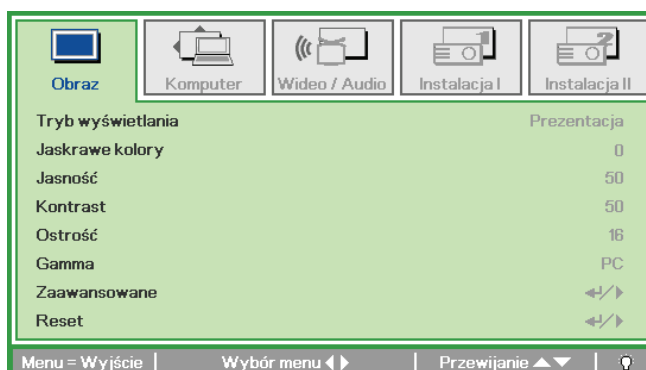 Obraz Komputer Wideo / Audio Instalacja I Instalacja II
Tryb wyświetlania Prezentacja
Jaskrawe kolory 0
Jasność 50
Kontrast 50
Ostrość 16
Gamma PC
Zaawansowane
Reset
Menu = Wyjście | Wybór menu | Przewijanie |